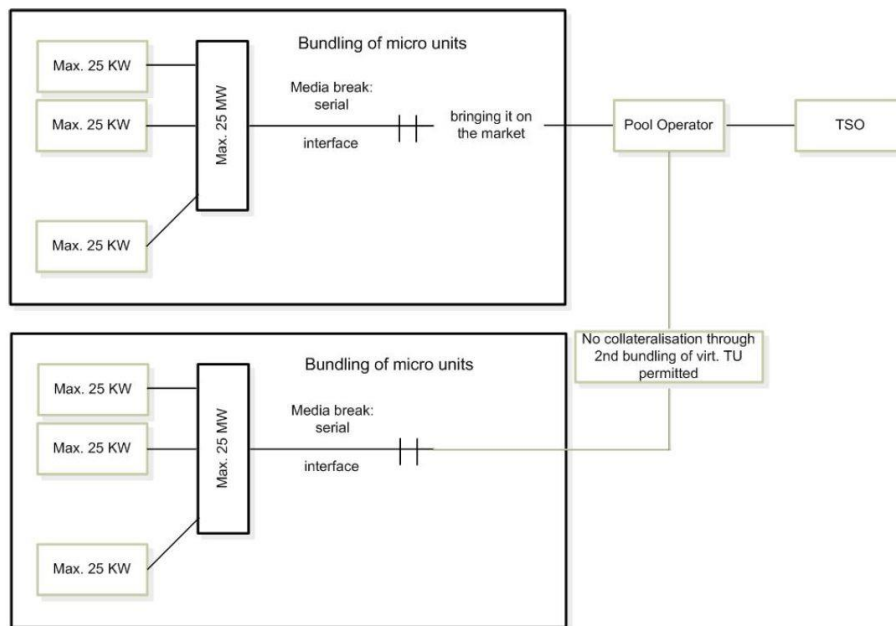 Bundling of micro units
Max. 25 KW
Max. 25 KW
Max. 25 KW
Max. 25 MW
Media break:
serial
interface
bringing it on
the market
Pool Operator
TSO
No collateralisation through
2nd bundling of virt. TU
permitted
Bundling of micro units
Max. 25 KW
Max. 25 KW
Max. 25 KW
Max. 25 MW
Media break:
serial
interface